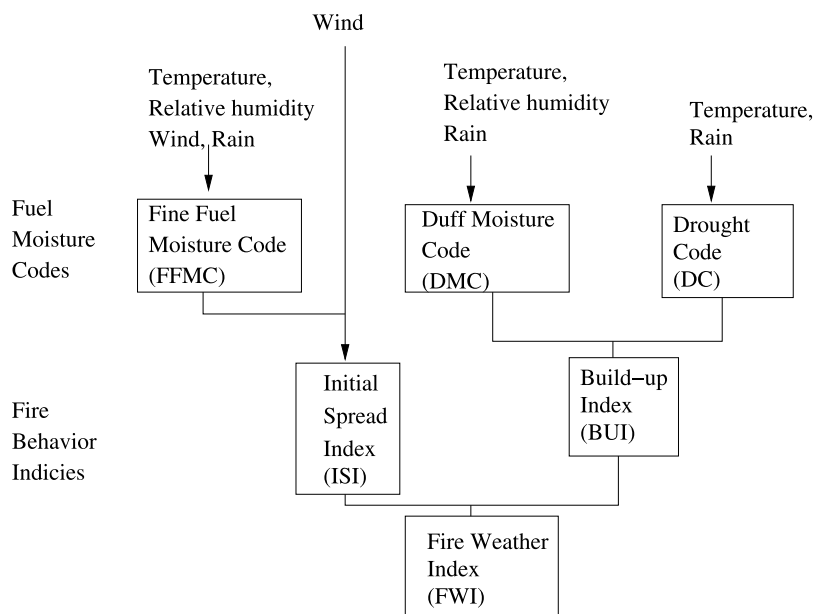 Wind
Temperature,
Relative humidity
Wind, Rain
Temperature,
Relative humidity
Rain
Temperature,
Rain
Fuel
Moisture
Codes
Fine Fuel
Moisture Code
(FFMC)
Duff Moisture
Code
(DMC)
Drought
Code
(DC)
Fire
Behavior
Indicies
Initial
Spread
Index
(ISI)
Build-up
Index
(BUI)
Fire Weather
Index
(FWI)